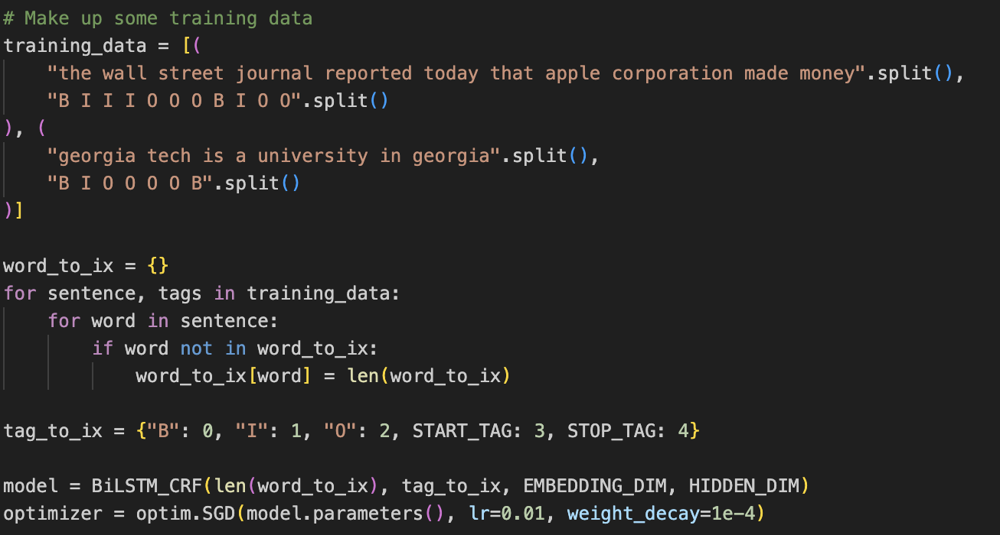 # Make up some training data
training_data = [(
    "the wall street journal reported today that apple corporation made money".split(),
    "B I I I O O O B I O O".split()
), (
    "georgia tech is a university in georgia".split(),
    "B I O O O O B".split()
)]

word_to_ix = {}
for sentence, tags in training_data:
    for word in sentence:
        if word not in word_to_ix:
            word_to_ix[word] = len(word_to_ix)

tag_to_ix = {"B": 0, "I": 1, "O": 2, START_TAG: 3, STOP_TAG: 4}

model = BiLSTM_CRF(len(word_to_ix), tag_to_ix, EMBEDDING_DIM, HIDDEN_DIM)
optimizer = optim.SGD(model.parameters(), lr=0.01, weight_decay=1e-4)